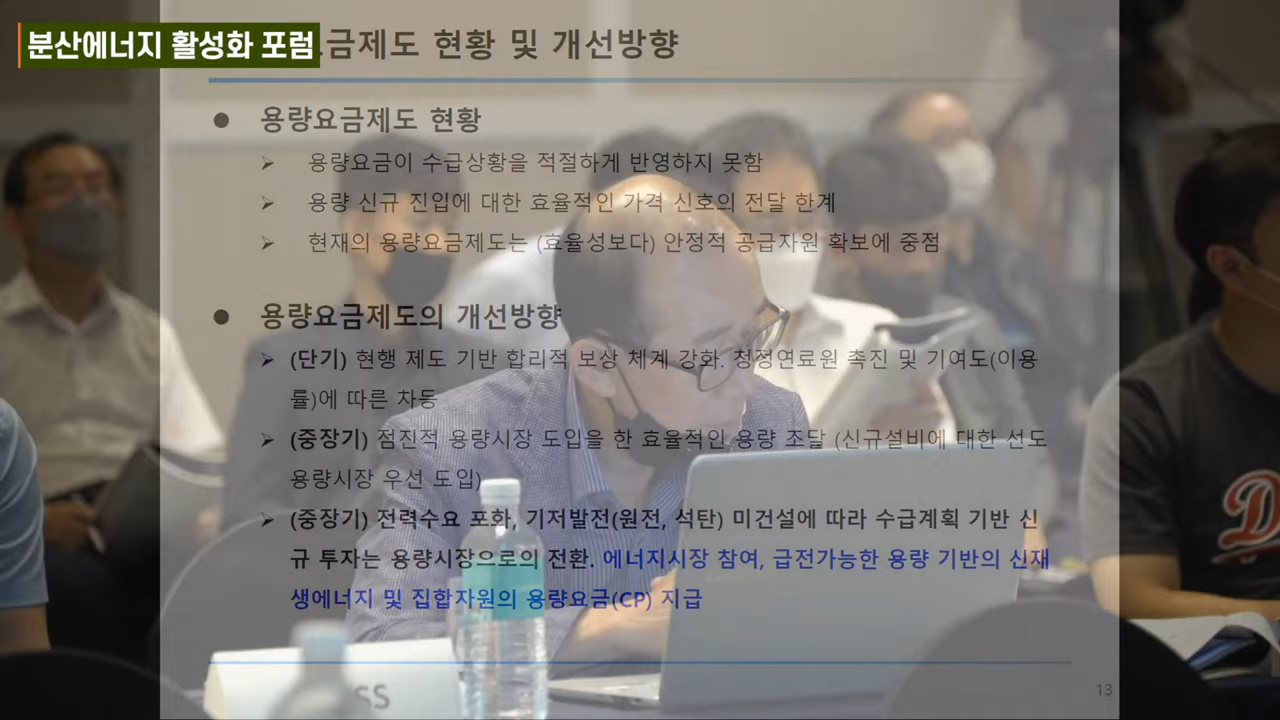 분산에너지 활성화 포럼
금제도 현황 및 개선방향
● 용량요금제도 현황
➢ 용량요금이 수급상황을 적절하게 반영하지 못함
➢ 용량 신규 진입에 대한 효율적인 가격 신호의 전달 한계
➢ 현재의 용량요금제도는 (효율성보다) 안정적 공급자원 확보에 중점
● 용량요금제도의 개선방향
➢ (단기) 현행 제도 기반 합리적 보상 체계 강화. 청정연료원 촉진 및 기여도(이용
률)에 따른 차등
➢ (중장기) 점진적 용량시장 도입을 한 효율적인 용량 조달 (신규설비에 대한 선도
용량시장 우선 도입)
➢ (중장기) 전력수요 포화, 기저발전(원전, 석탄) 미건설에 따라 수급계획 기반 신
규 투자는 용량시장으로의 전환. 에너지시장 참여, 급전가능한 용량 기반의 신재
생에너지 및 집합자원의 용량요금(CP) 지급
SS
13